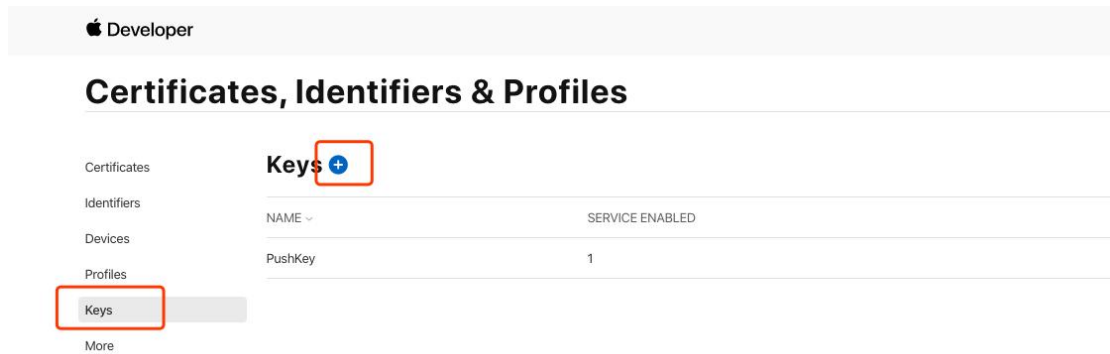 Developer
Certificates, Identifiers & Profiles
Certificates
Identifiers
Devices
Profiles
Keys
More
Keys
NAME
SERVICE ENABLED
PushKey
1